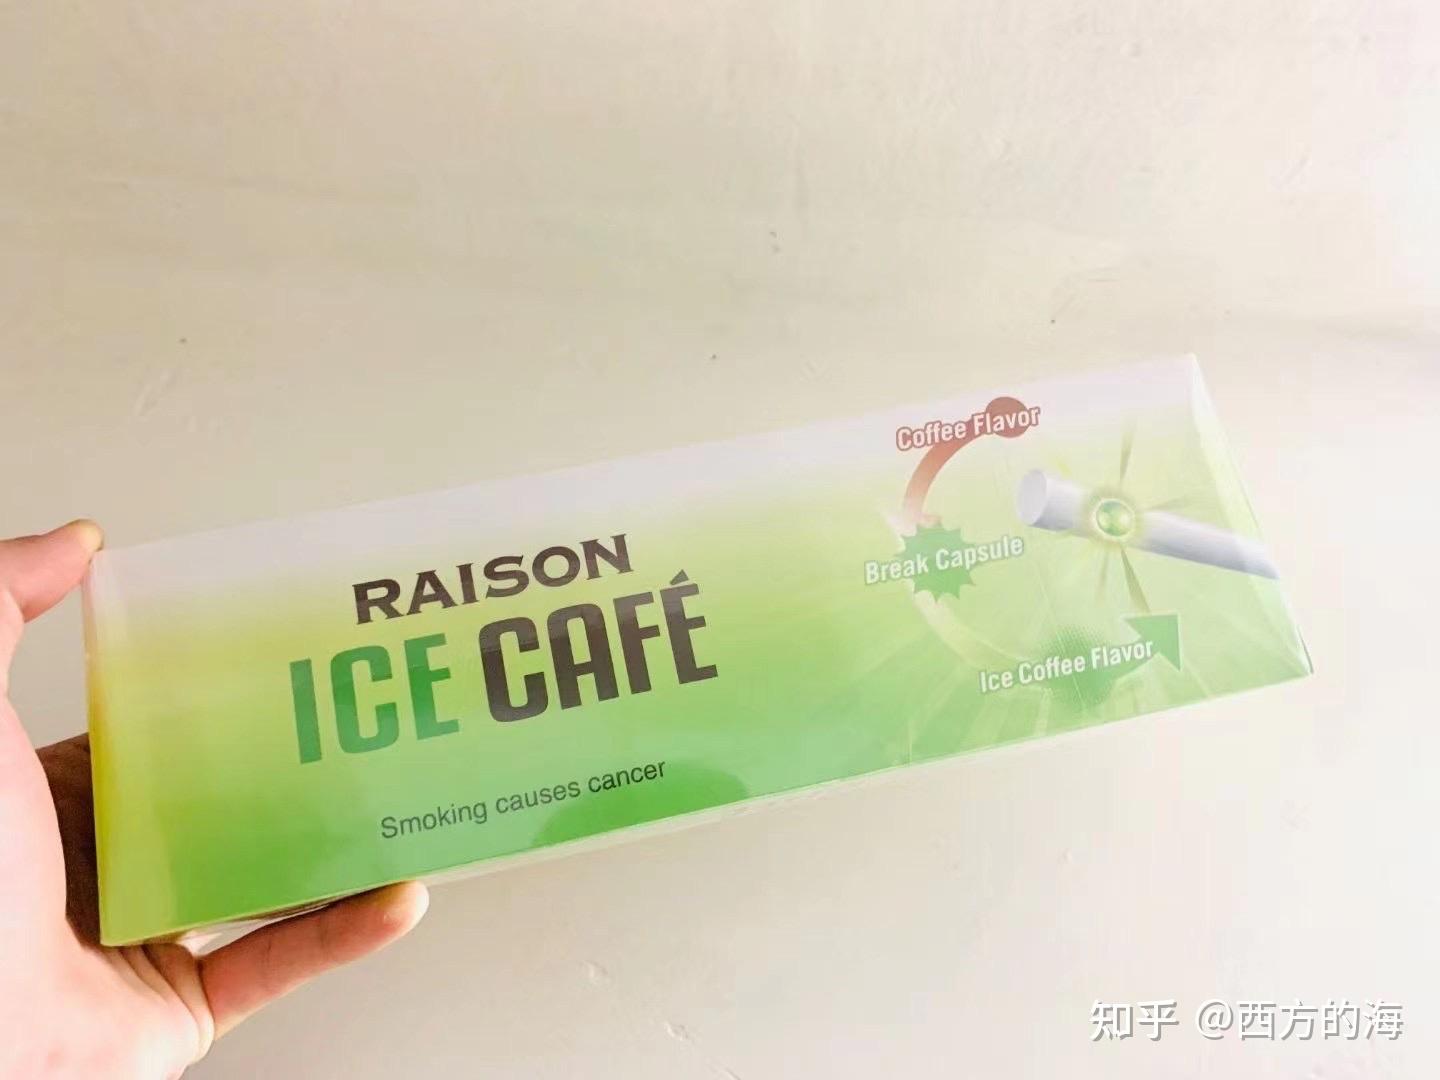 RAISON
ICE CAFÉ
Smoking causes cancer
Coffee Flavor
Break Capsule
Ice Coffee Flavor
知乎 @西方的海